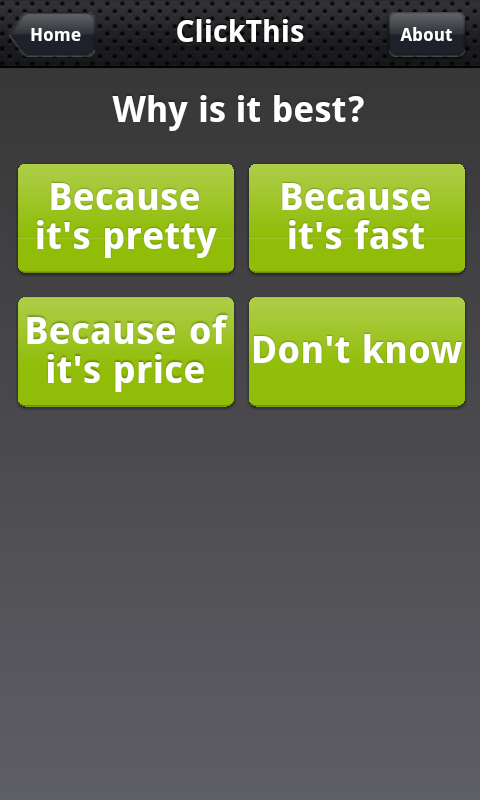 Home ClickThis About
Why is it best?
Because
it's pretty
Because
it's fast
Because of
it's price
Don't know